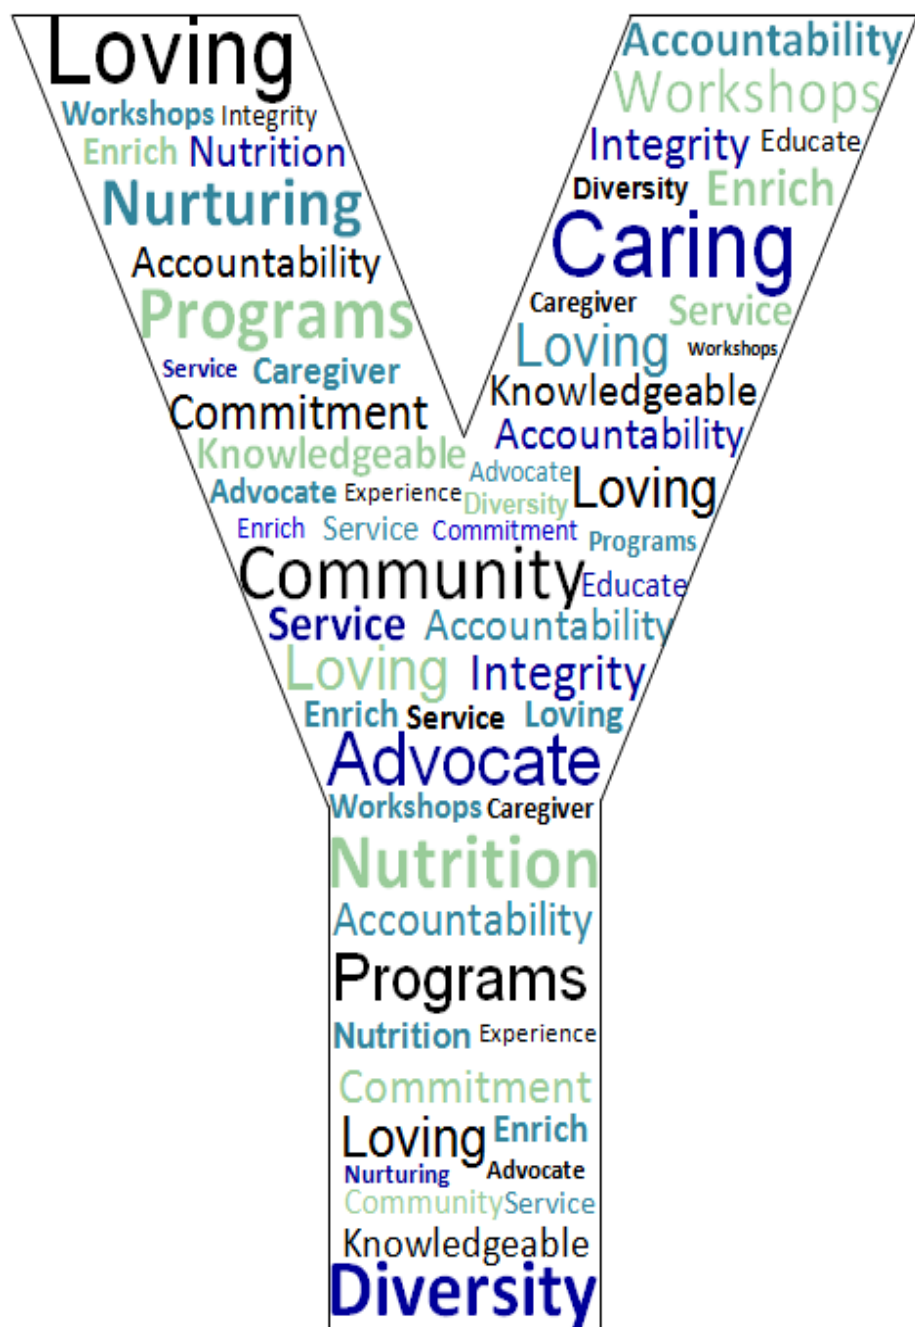 Loving
Workshops Integrity
Enrich Nutrition
Nurturing
Accountability
Programs
Service Caregiver
Commitment
Knowledgeable
Advocate Experience
Accountability
Workshops
Integrity Educate
Diversity Enrich
Caring
Caregiver Service
Loving Workshops
Knowledgeable
Accountability
Advocate
Diversity Loving
Enrich Service Commitment Programs
Community Educate
Service Accountability
Loving Integrity
Enrich Service Loving
Advocate
Workshops Caregiver
Nutrition
Accountability
Programs
Nutrition Experience
Commitment
Loving Enrich
Nurturing Advocate
Community Service
Knowledgeable
Diversity